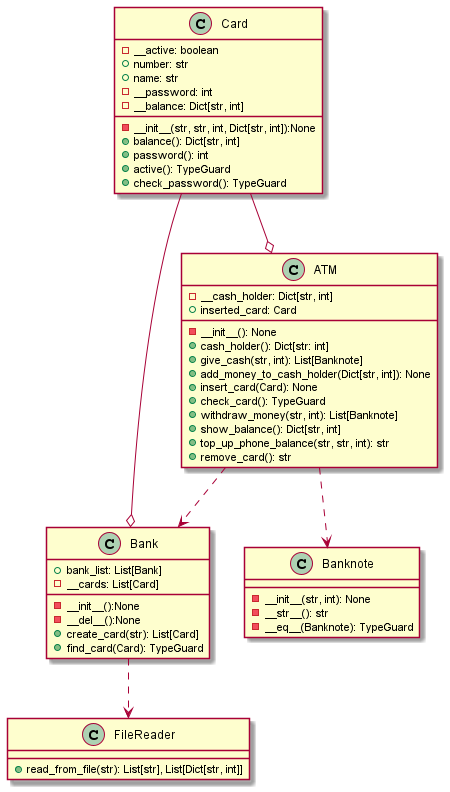 C Card
__active: boolean
number: str
name: str
__password: int
__balance: Dict[str, int]
__init__(str, str, int, Dict[str, int]):None
balance(): Dict[str, int]
password(): int
active(): TypeGuard
check_password(): TypeGuard
C ATM
__cash_holder: Dict[str, int]
inserted_card: Card
__init__(): None
cash_holder(): Dict[str: int]
give_cash(str, int): List[Banknote]
add_money_to_cash_holder(Dict[str, int]): None
insert_card(Card): None
check_card(): TypeGuard
withdraw_money(str, int): List[Banknote]
show_balance(): Dict[str, int]
top_up_phone_balance(str, str, int): str
remove_card(): str
C Bank
bank_list: List[Bank]
__cards: List[Card]
__init__():None
__del__():None
create_card(str): List[Card]
find_card(Card): TypeGuard
C Banknote
__init__(str, int): None
__str__(): str
__eq__(Banknote): TypeGuard
C FileReader
read_from_file(str): List[str], List[Dict[str, int]]